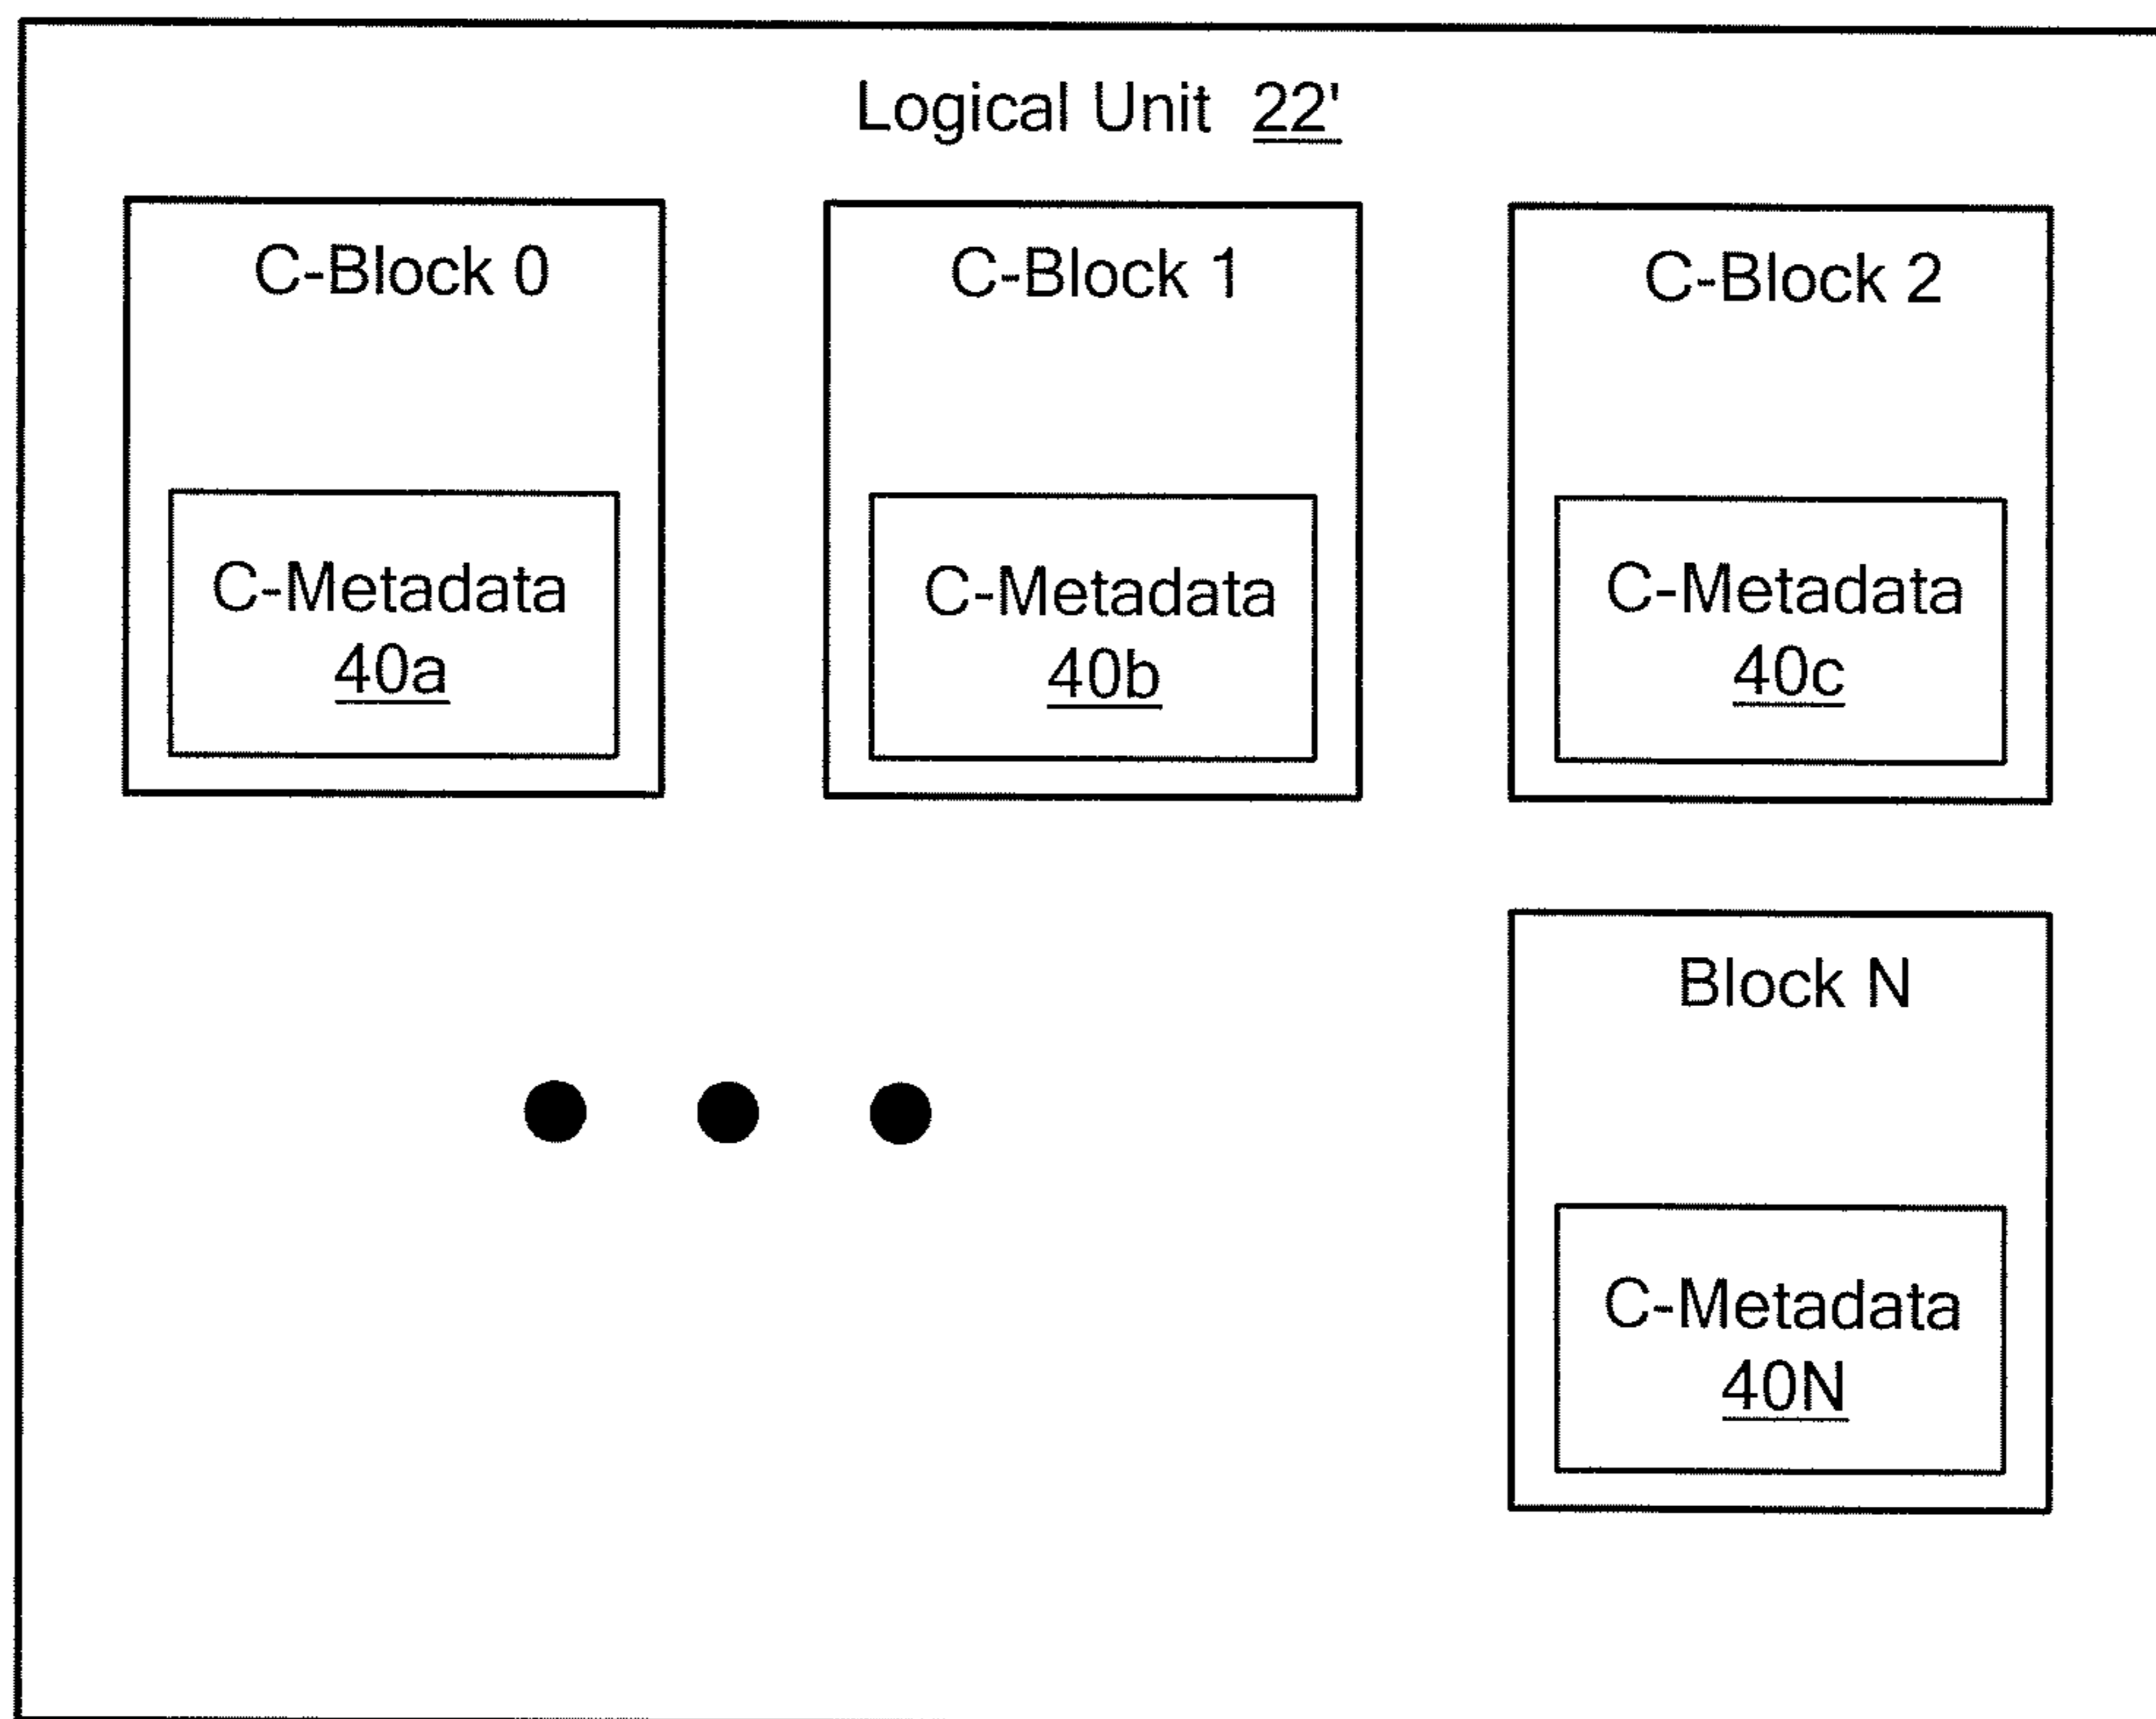 Logical Unit 22'
C-Block 0
C-Block 1
C-Block 2
C-Metadata
40a
C-Metadata
40b
C-Metadata
40c
Block N
C-Metadata
40N